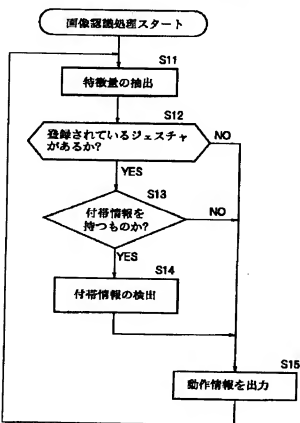 画像認識処理スタート
S11
特徴量の抽出
S12
登録されているジェスチャ
があるか?
NO
YES
S13
付帯情報を
持つものか?
NO
YES
S14
付帯情報の検出
S15
動作情報を出力